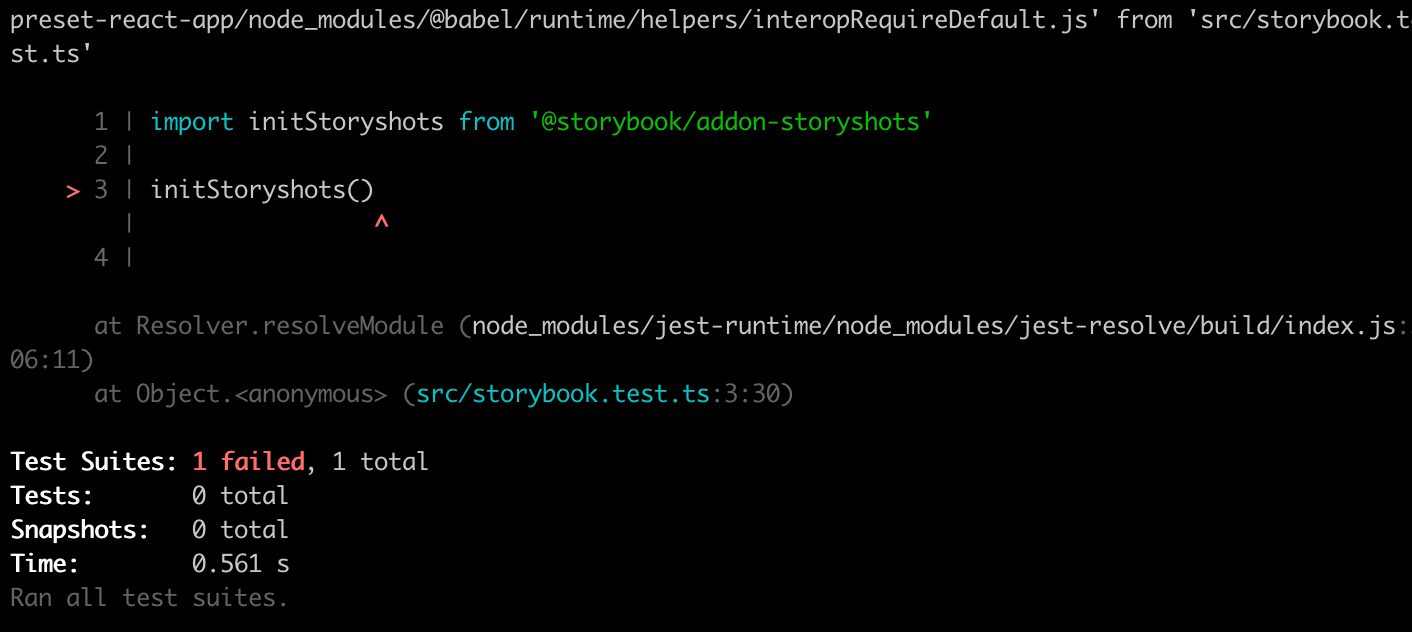 preset-react-app/node_modules/@babel/runtime/helpers/interopRequireDefault.js' from 'src/storybook.te
st.ts'
1 | import initStoryshots from '@storybook/addon-storyshots'
2 |
> 3 | initStoryshots()
| ^
4 |
at Resolver.resolveModule (node_modules/jest-runtime/node_modules/jest-resolve/build/index.js:
06:11)
at Object.<anonymous> (src/storybook.test.ts:3:30)
Test Suites: 1 failed, 1 total
Tests: 0 total
Snapshots: 0 total
Time: 0.561 s
Ran all test suites.